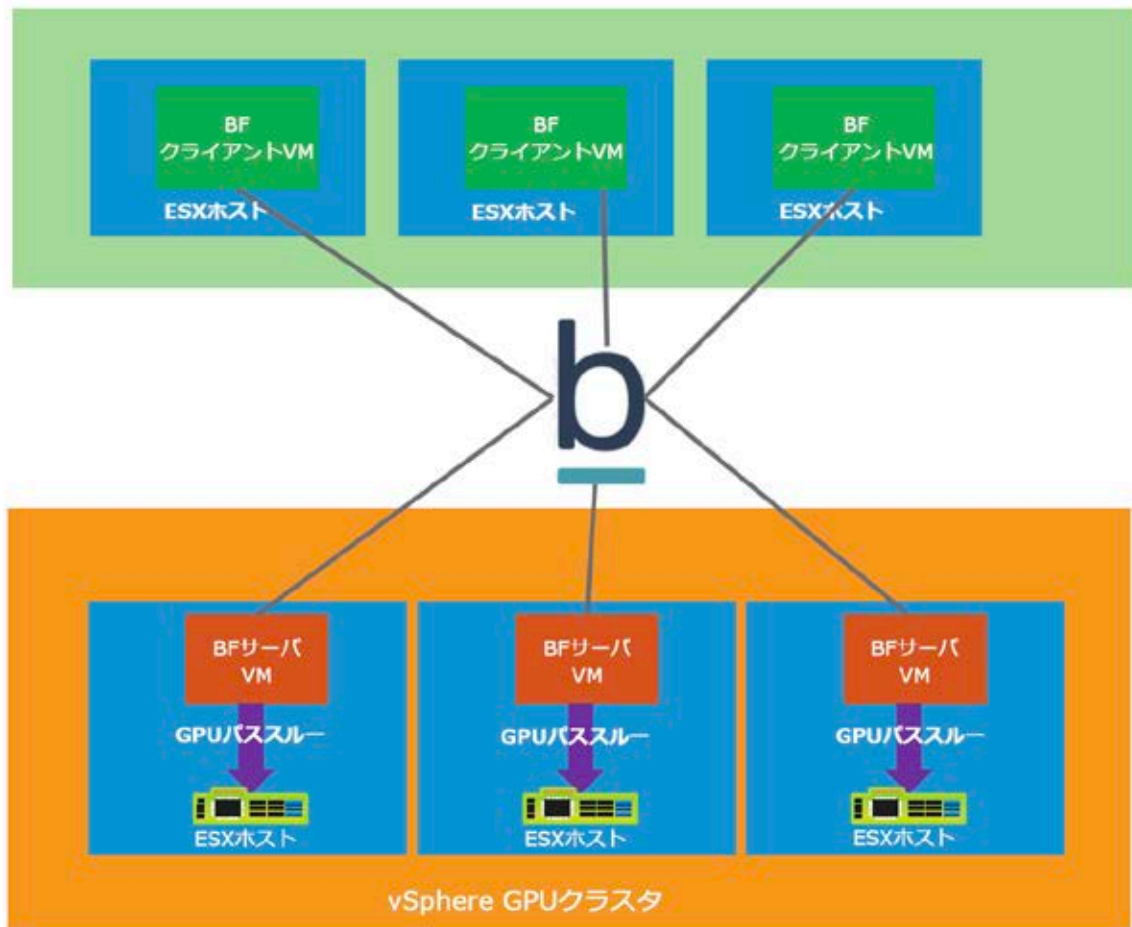 BF
クライアントVM
ESXホスト
BF
クライアントVM
ESXホスト
BF
クライアントVM
ESXホスト
b
BFサーバ
VM
GPUパススルー
ESXホスト
BFサーバ
VM
GPUパススルー
ESXホスト
BFサーバ
VM
GPUパススルー
ESXホスト
vSphere GPUクラスタ